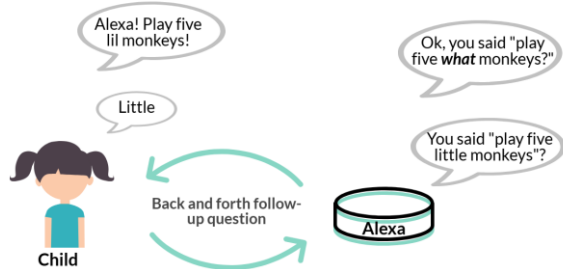 Alexa! Play five
lil monkeys!
Ok, you said "play
five what monkeys?"
Little
You said "play five
little monkeys"?
Back and forth follow-
up question
Alexa
Child